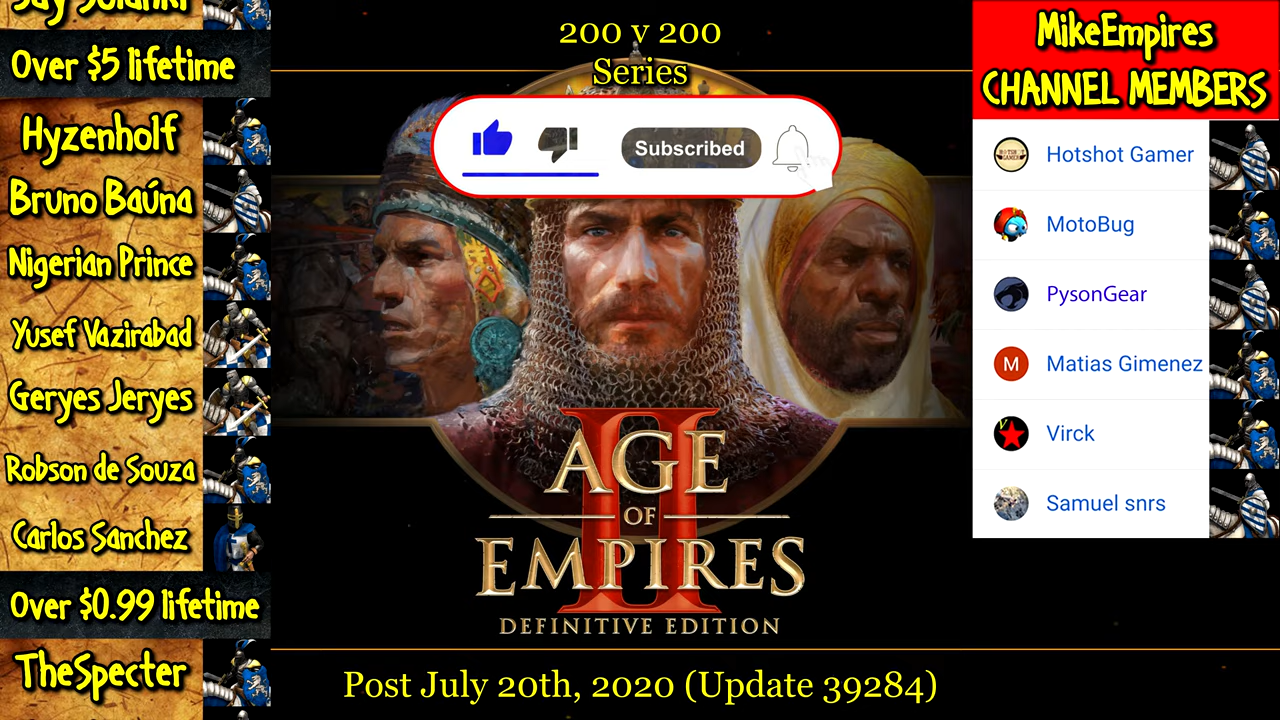 Jay Solanki
Over $5 lifetime
Hyzenholf
Bruno Baúna
Nigerian Prince
Yusef Vazirabad
Geryes Jeryes
Robson de Souza
Carlos Sanchez
Over $0.99 lifetime
TheSpecter
200 v 200
Series
Subscribed
AGE
OF
EMPIRES
II
DEFINITIVE EDITION
Post July 20th, 2020 (Update 39284)
MikeEmpires
CHANNEL MEMBERS
Hotshot Gamer
MotoBug
PysonGear
M
Matias Gimenez
Virck
Samuel snrs